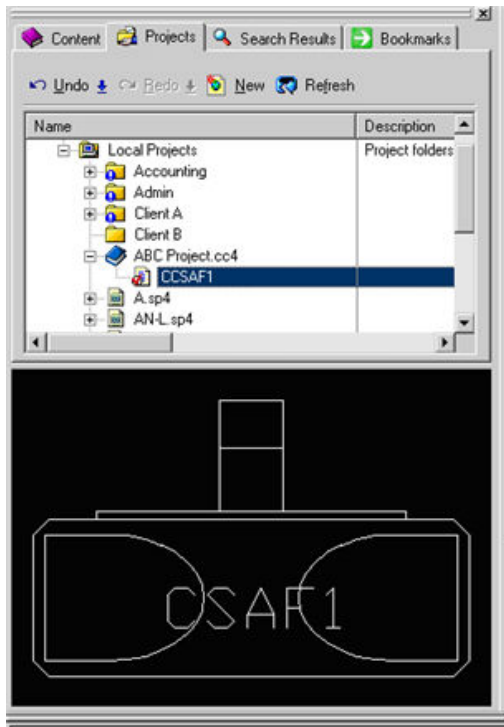 Content Projects Search Results Bookmarks
Undo Redo New Refresh
Name Description
Local Projects Project folders
Accounting
Admin
Client A
Client B
ABC Project.cc4
CCSAF1
A.sp4
AN-L.sp4
CSAF1